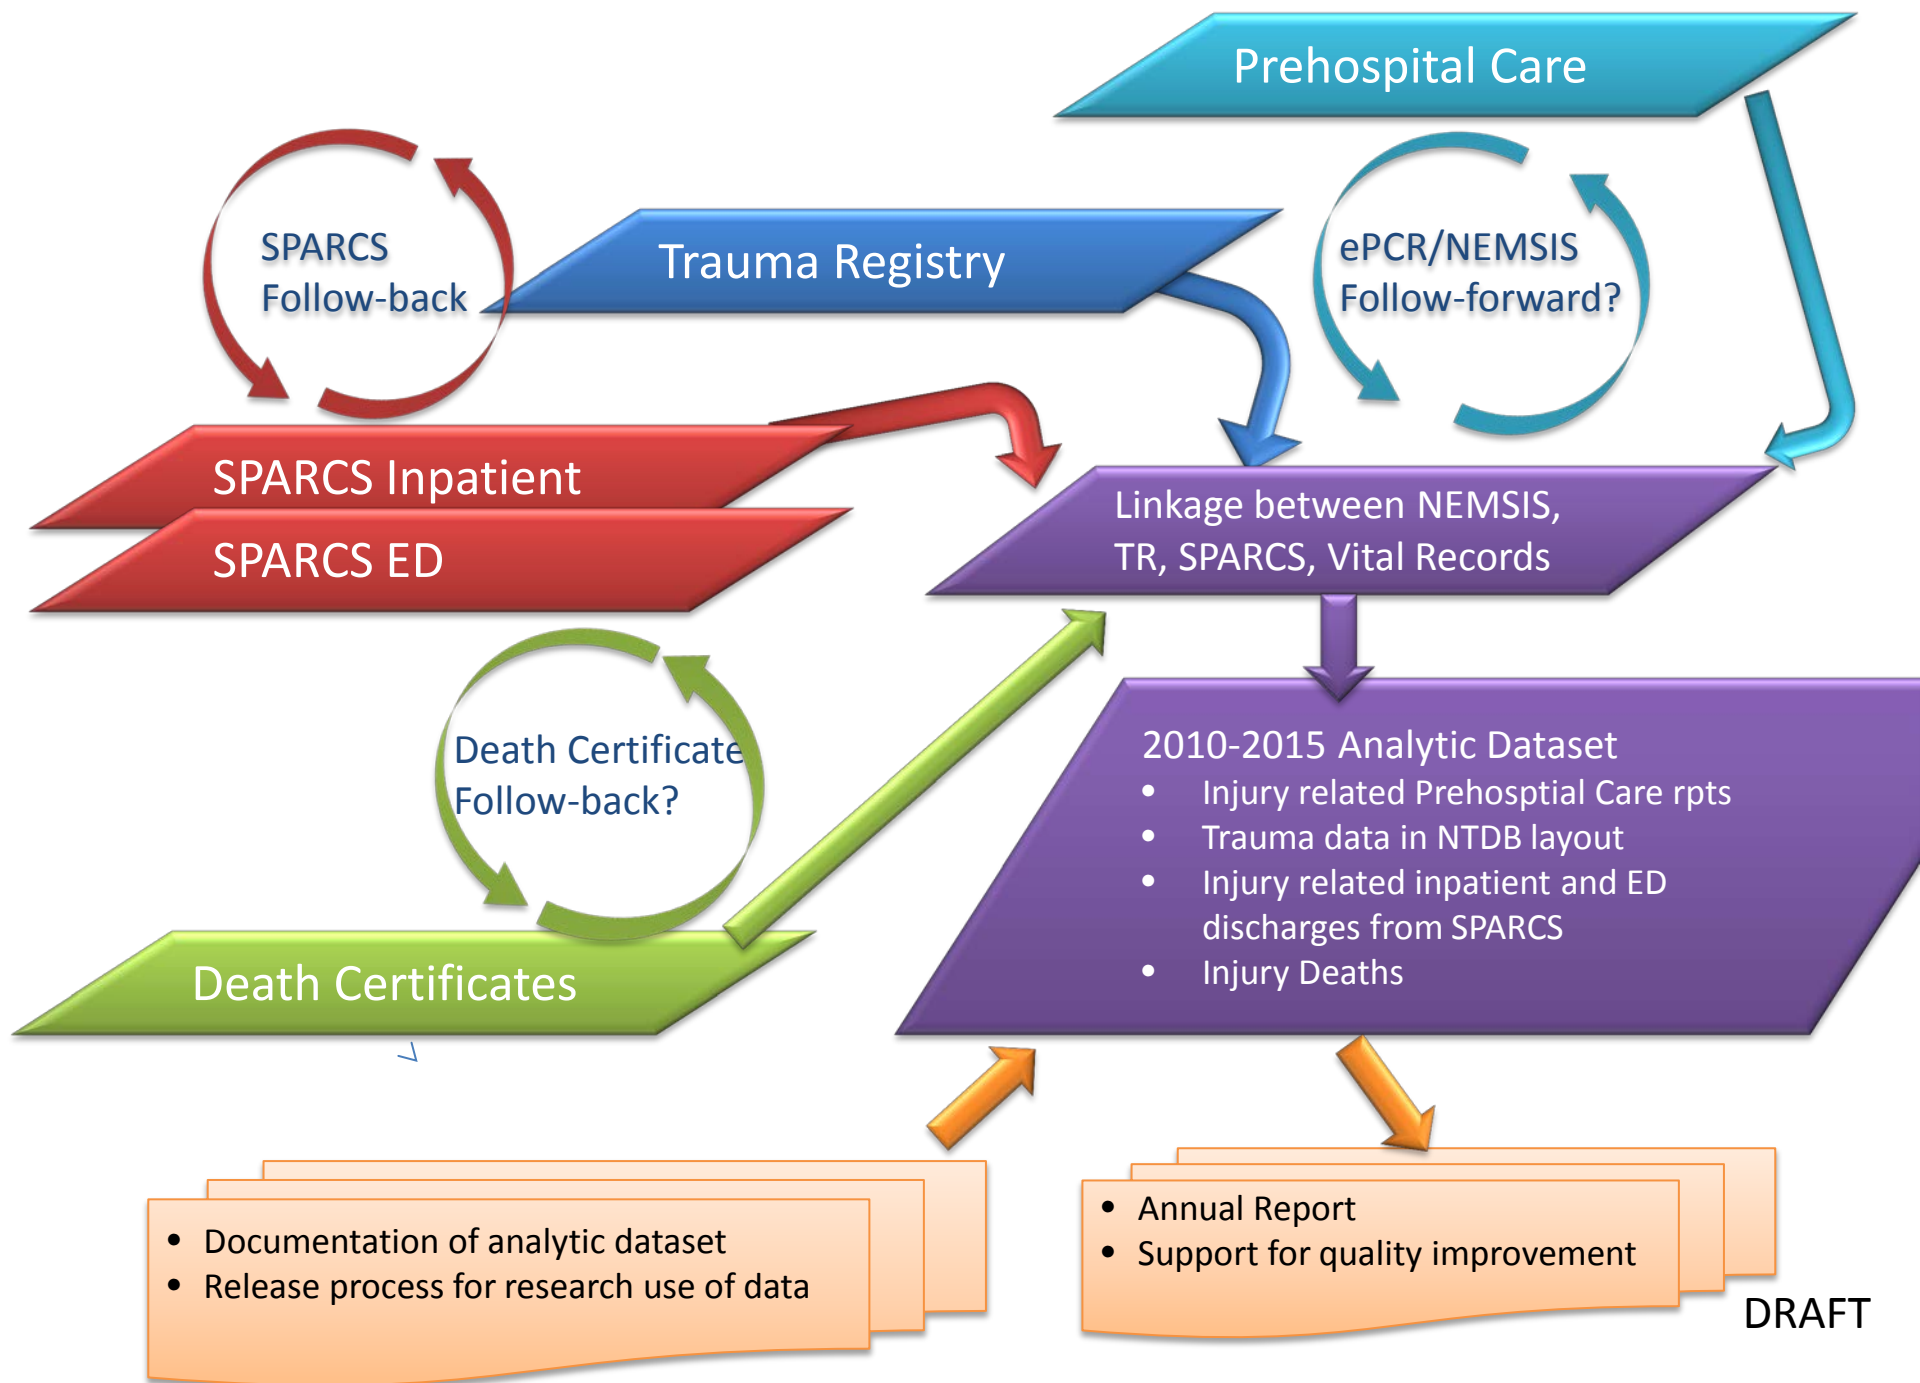 Prehospital Care
SPARCS
Follow-back
Trauma Registry
ePCR/NEMSIS
Follow-forward?
SPARCS Inpatient
SPARCS ED
Linkage between NEMSIS,
TR, SPARCS, Vital Records
Death Certificate
Follow-back?
2010-2015 Analytic Dataset
• Injury related Prehosptial Care rpts
• Trauma data in NTDB layout
• Injury related inpatient and ED
discharges from SPARCS
• Injury Deaths
Death Certificates
• Documentation of analytic dataset
• Release process for research use of data
• Annual Report
• Support for quality improvement
DRAFT